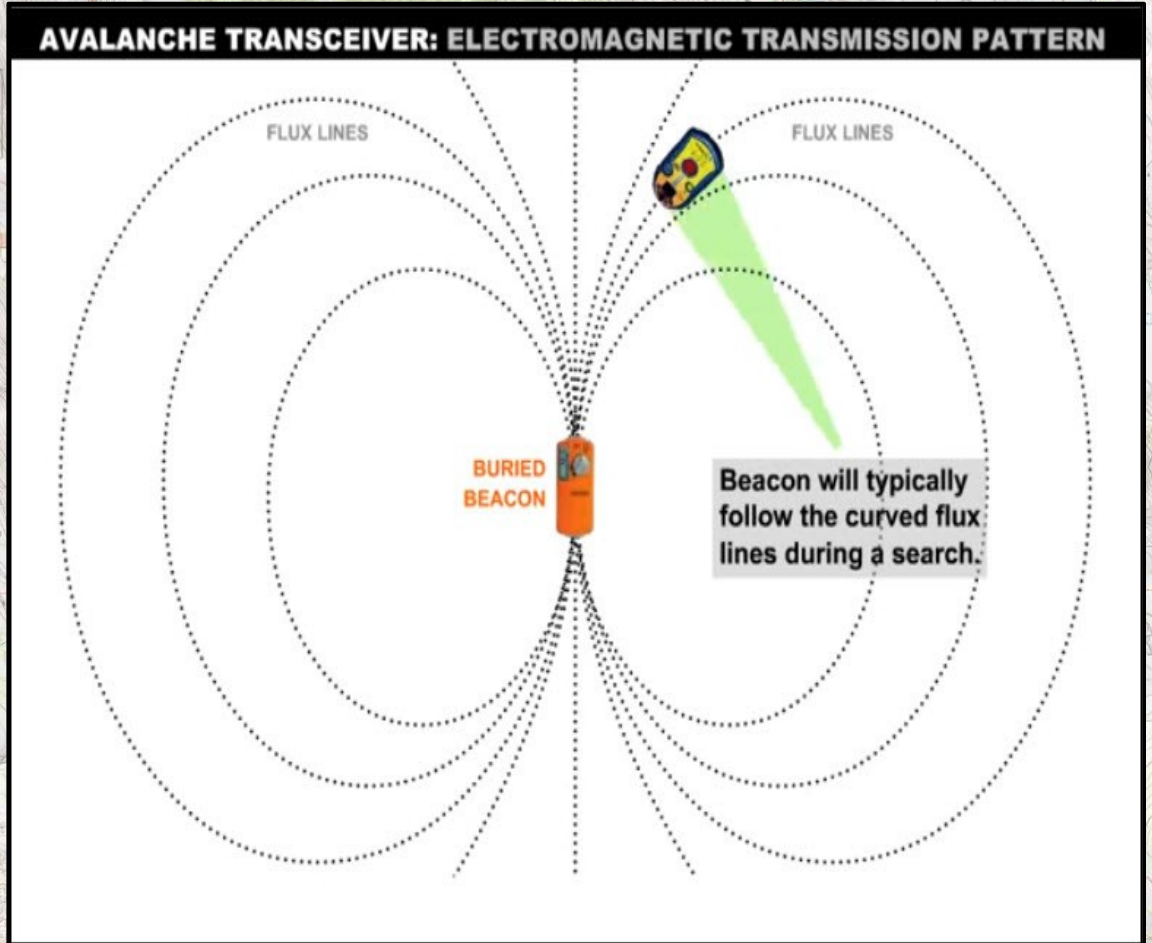 AVALANCHE TRANSCEIVER: ELECTROMAGNETIC TRANSMISSION PATTERN
FLUX LINES
FLUX LINES
BURIED
BEACON
Beacon will typically
follow the curved flux
lines during a search.